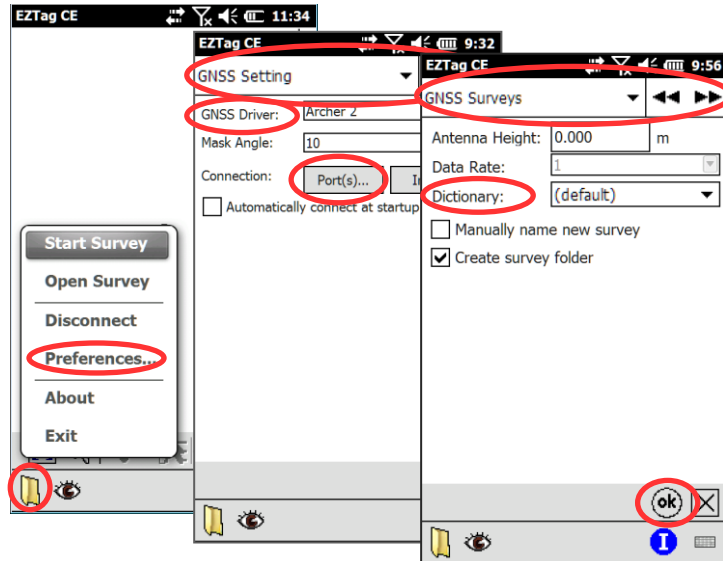 EZTag CE 11:34
Start Survey
Open Survey
Disconnect
Preferences...
About
Exit
EZTag CE 9:32
GNSS Setting
GNSS Driver: Archer 2
Mask Angle: 10
Connection: Port(s)...
Automatically connect at startup
EZTag CE 9:56
GNSS Surveys
Antenna Height: 0.000 m
Data Rate: 1
Dictionary: (default)
Manually name new survey
Create survey folder
ok